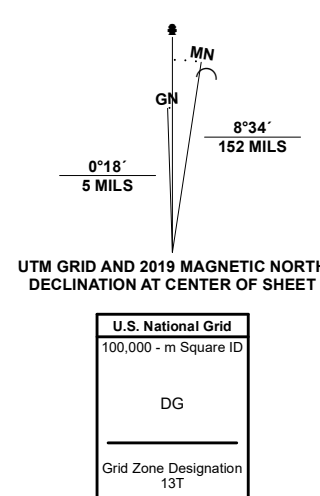 MN
GN
8°34´
152 MILS
0°18´
5 MILS
UTM GRID AND 2019 MAGNETIC NORTH
DECLINATION AT CENTER OF SHEET
U.S. National Grid
100,000 - m Square ID
DG
Grid Zone Designation
13T